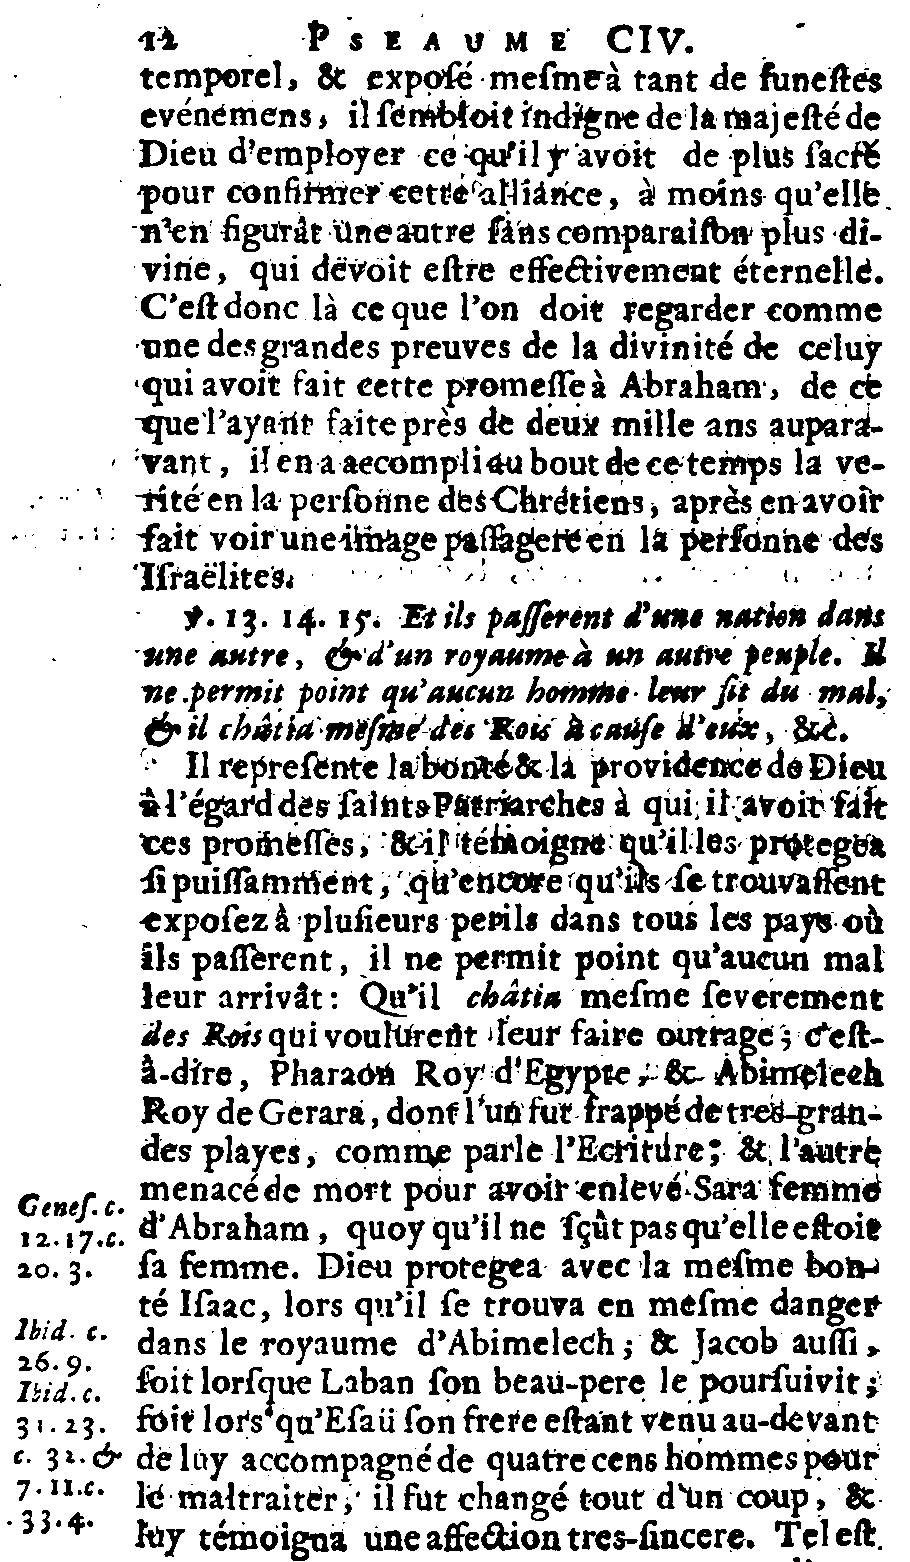 12 PSEAUME CIV.
temporel, & exposé mesme à tant de funestes
evénemens, il sembloit indigne de la majesté de
Dieu d'employer ce qu'il y avoit de plus sacré
pour confirmer cette alliance, à moins qu'elle
n'en figurât une autre sans comparaison plus di-
vine, qui devoit estre effectivement éternelle.
C'est donc là ce que l'on doit regarder comme
une des grandes preuves de la divinité de celuy
qui avoit fait cette promesse à Abraham, de ce
que l'ayant faite près de deux mille ans aupara-
vant, il en a accompli au bout de ce temps la ve-
rité en la personne des Chrétiens, après en avoir
fait voir une image passagere en la personne des
Israëlites.
℣. 13. 14. 15. Et ils passerent d'une nation dans
une autre, & d'un royaume à un autre peuple. Il
ne permit point qu'aucun homme leur fit du mal,
& il châtia mesme des Rois à cause d'eux, &c.
Il represente la bonté & la providence de Dieu
à l'égard des saints Patriarches à qui il avoit fait
ces promesses, & il témoigne qu'il les protegea
si puissamment, qu'encore qu'ils se trouvassent
exposez à plusieurs perils dans tous les pays où
ils passerent, il ne permit point qu'aucun mal
leur arrivât: Qu'il châtia mesme severement
des Rois qui voulurent leur faire outrage; c'est-
à-dire, Pharaon Roy d'Egypte, & Abimelech
Roy de Gerara, dont l'un fut frappé de tres-gran-
des playes, comme parle l'Ecriture; & l'autre
menacé de mort pour avoir enlevé Sara femme
d'Abraham, quoy qu'il ne sçût pas qu'elle estoit
sa femme. Dieu protegea avec la mesme bon-
té Isaac, lors qu'il se trouva en mesme danger
dans le royaume d'Abimelech; & Jacob aussi,
soit lorsque Laban son beau-pere le poursuivit;
soit lors qu'Esaü son frere estant venu au-devant
de luy accompagné de quatre cens hommes pour
le maltraiter, il fut changé tout d'un coup, &
luy témoigna une affection tres-sincere. Tel est
Genes. c.
12. 17. c.
20. 3.
Ibid. c.
26. 9.
Ibid. c.
31. 23.
c. 32. &
7. 11. c.
33. 4.